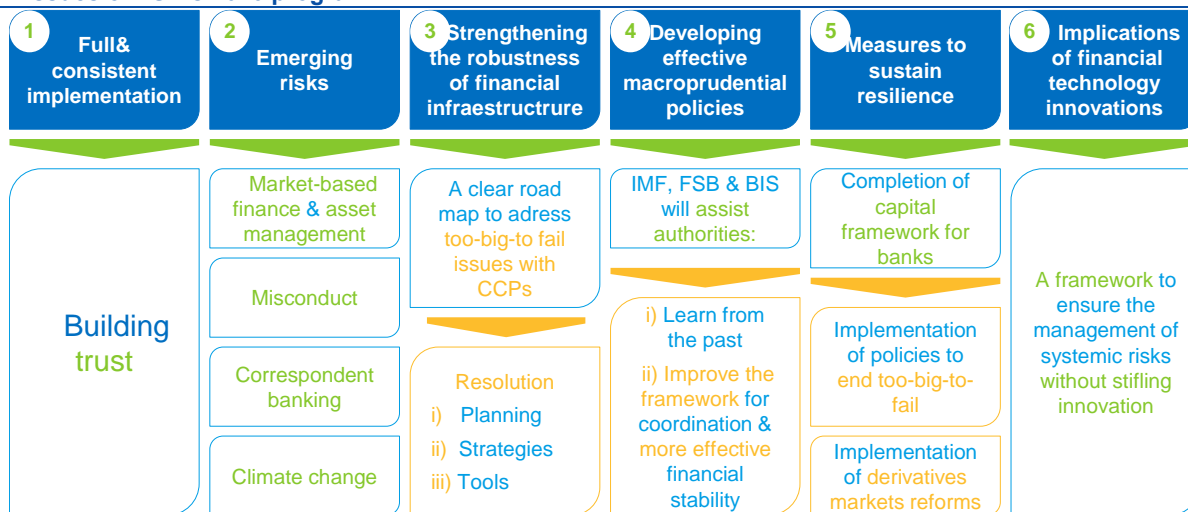 1
Full&
consistent
implementation
2
Emerging
risks
3 Strengthening
the robustness
of financial
infraestructrure
4 Developing
effective
macroprudential
policies
5 Measures to
sustain
resilience
6 Implications
of financial
technology
innovations
Building
trust
Market-based
finance & asset
management
Misconduct
Correspondent
banking
Climate change
A clear road
map to adress
too-big-to fail
issues with
CCPs
Resolution
i) Planning
ii) Strategies
iii) Tools
IMF, FSB & BIS
will assist
authorities:
i) Learn from
the past
ii) Improve the
framework for
coordination &
more effective
financial
stability
Completion of
capital
framework for
banks
Implementation
of policies to
end too-big-to-
fail
Implementation
of derivatives
markets reforms
A framework to
ensure the
management of
systemic risks
without stifling
innovation